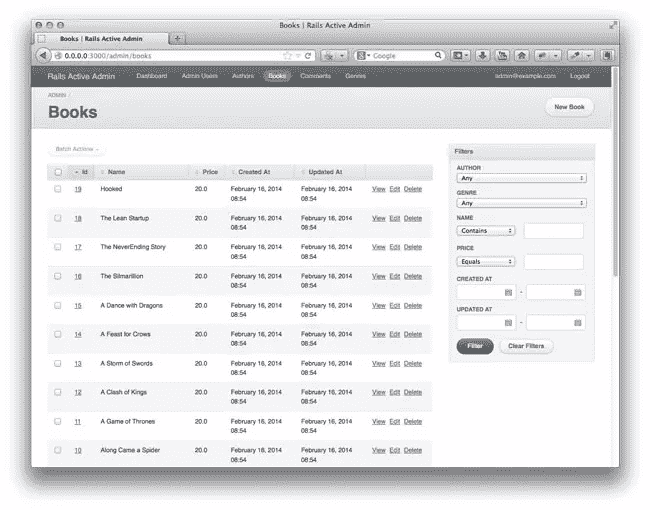 Books | Rails Active Admin
Books | Rails Active Admin
0.0.0.0:3000/admin/books
Google
Rails Active Admin Dashboard Admin Users Authors Books Comments Genres admin@example.com Logout
ADMIN /
Books
New Book
Batch Actions
Id Name Price Created At Updated At
19 Hooked 20.0 February 16, 2014 08:54 February 16, 2014 08:54 View Edit Delete
18 The Lean Startup 20.0 February 16, 2014 08:54 February 16, 2014 08:54 View Edit Delete
17 The NeverEnding Story 20.0 February 16, 2014 08:54 February 16, 2014 08:54 View Edit Delete
16 The Silmarillion 20.0 February 16, 2014 08:54 February 16, 2014 08:54 View Edit Delete
15 A Dance with Dragons 20.0 February 16, 2014 08:54 February 16, 2014 08:54 View Edit Delete
14 A Feast for Crows 20.0 February 16, 2014 08:54 February 16, 2014 08:54 View Edit Delete
13 A Storm of Swords 20.0 February 16, 2014 08:54 February 16, 2014 08:54 View Edit Delete
12 A Clash of Kings 20.0 February 16, 2014 08:54 February 16, 2014 08:54 View Edit Delete
11 A Game of Thrones 20.0 February 16, 2014 08:54 February 16, 2014 08:54 View Edit Delete
10 Along Came a Spider 20.0 February 16, 2014 08:54 February 16, 2014 08:54 View Edit Delete
Filters
AUTHOR
Any
GENRE
Any
NAME
Contains
PRICE
Equals
CREATED AT
-
UPDATED AT
-
Filter Clear Filters